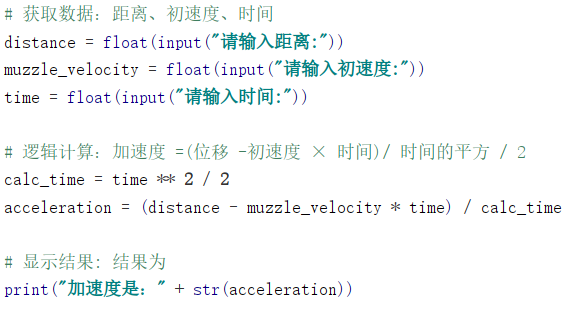 # 获取数据：距离、初速度、时间
distance = float(input("请输入距离:"))
muzzle_velocity = float(input("请输入初速度:"))
time = float(input("请输入时间:"))
# 逻辑计算：加速度 =(位移 -初速度 × 时间)/ 时间的平方 / 2
calc_time = time ** 2 / 2
acceleration = (distance - muzzle_velocity * time) / calc_time
# 显示结果: 结果为
print("加速度是：" + str(acceleration))